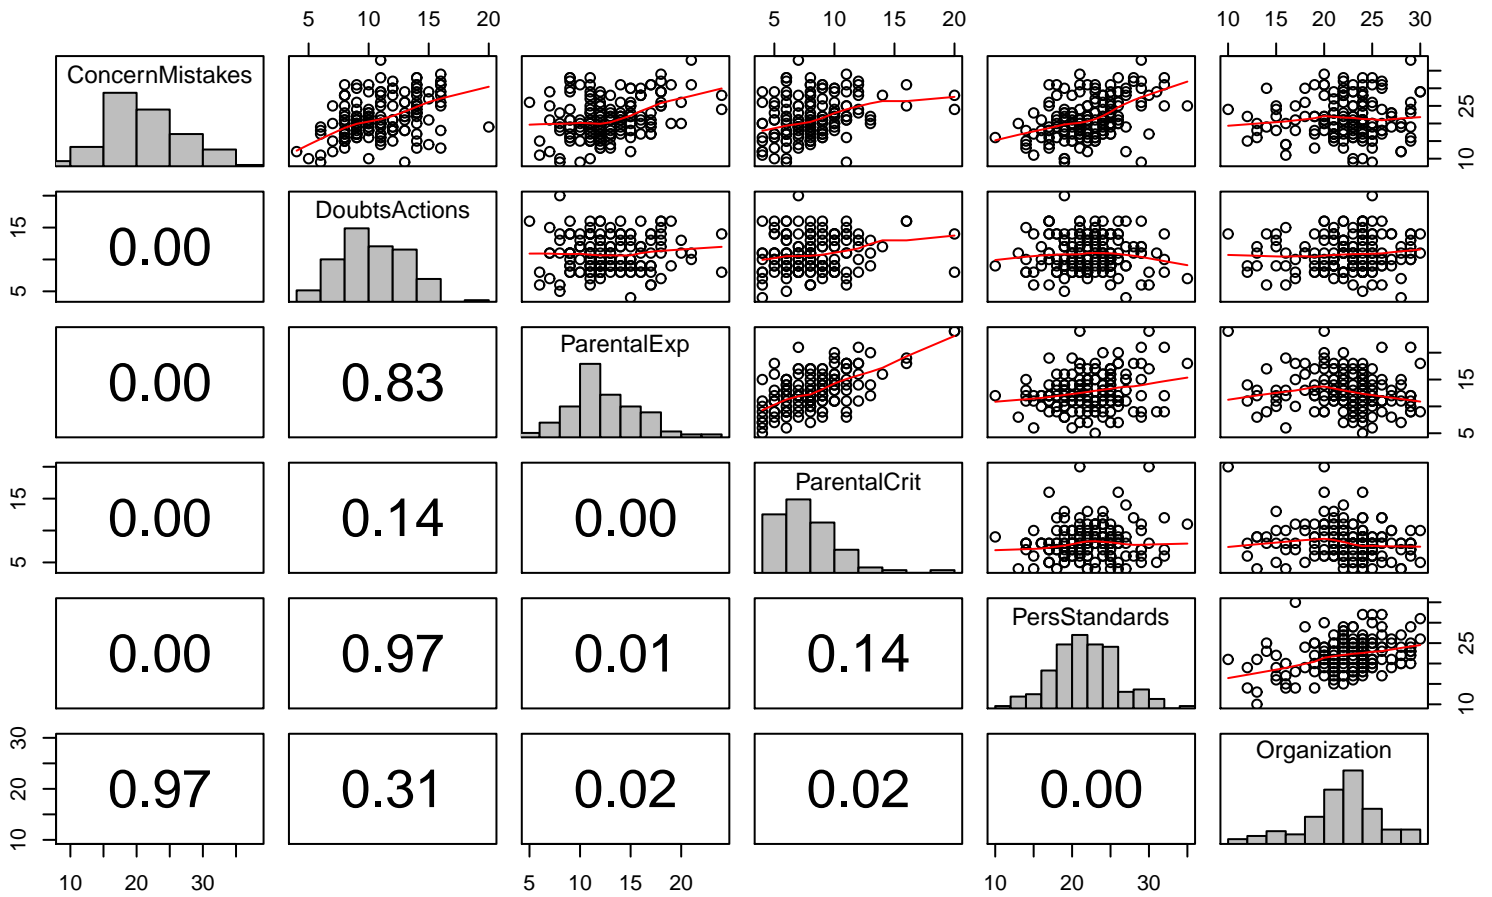 5 10 15 20 5 10 15 20 10 15 20 25 30
ConcernMistakes
10 25
DoubtsActions
5 15
0.00
ParentalExp
5 15
0.00 0.83
ParentalCrit
5 15
0.00 0.14 0.00
PersStandards
10 25
0.00 0.97 0.01 0.14
Organization
10 20 30
0.97 0.31 0.02 0.02 0.00
10 20 30 5 10 15 20 10 20 30